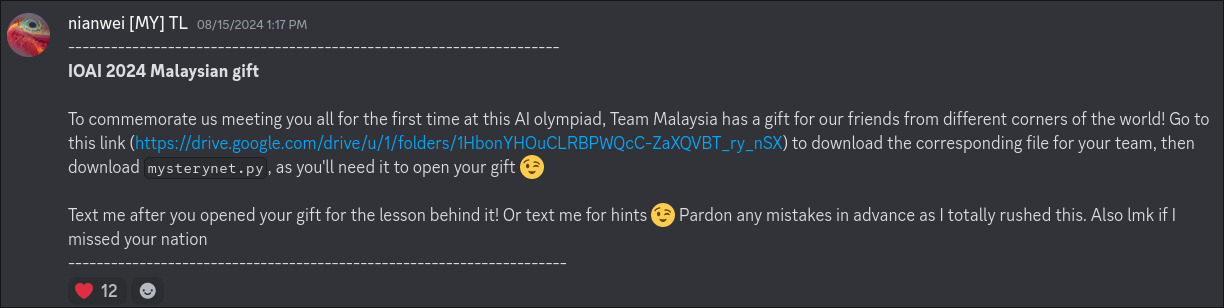 nianwei [MY] TL 08/15/2024 1:17 PM
----------------------------------------------------------------------
IOAI 2024 Malaysian gift
To commemorate us meeting you all for the first time at this AI olympiad, Team Malaysia has a gift for our friends from different corners of the world! Go to
this link (https://drive.google.com/drive/u/1/folders/1HbonYHOuCLRBPWQcC-ZaXQVBT_ry_nSX) to download the corresponding file for your team, then
download mysterynet.py, as you'll need it to open your gift 😉
Text me after you opened your gift for the lesson behind it! Or text me for hints 😉 Pardon any mistakes in advance as I totally rushed this. Also lmk if I
missed your nation
-----------------------------------------------------------------------
❤️ 12